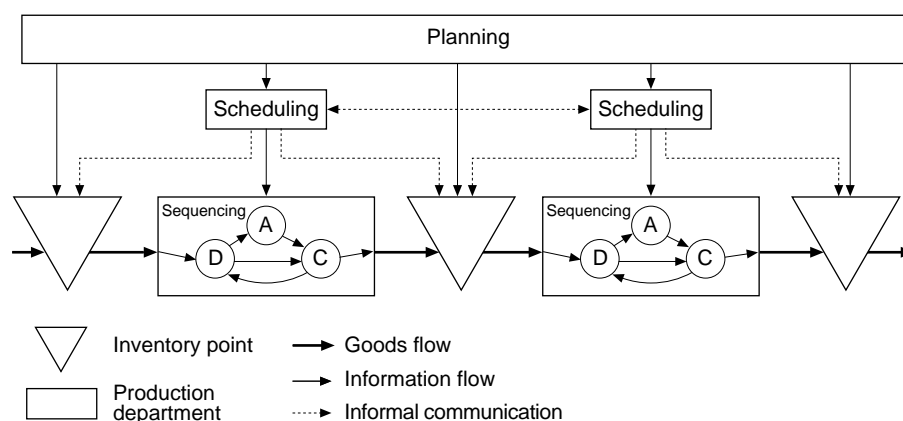 Planning
Scheduling
Scheduling
Sequencing
A
D
C
Sequencing
A
D
C
Inventory point
Goods flow
Information flow
Production
department
Informal communication